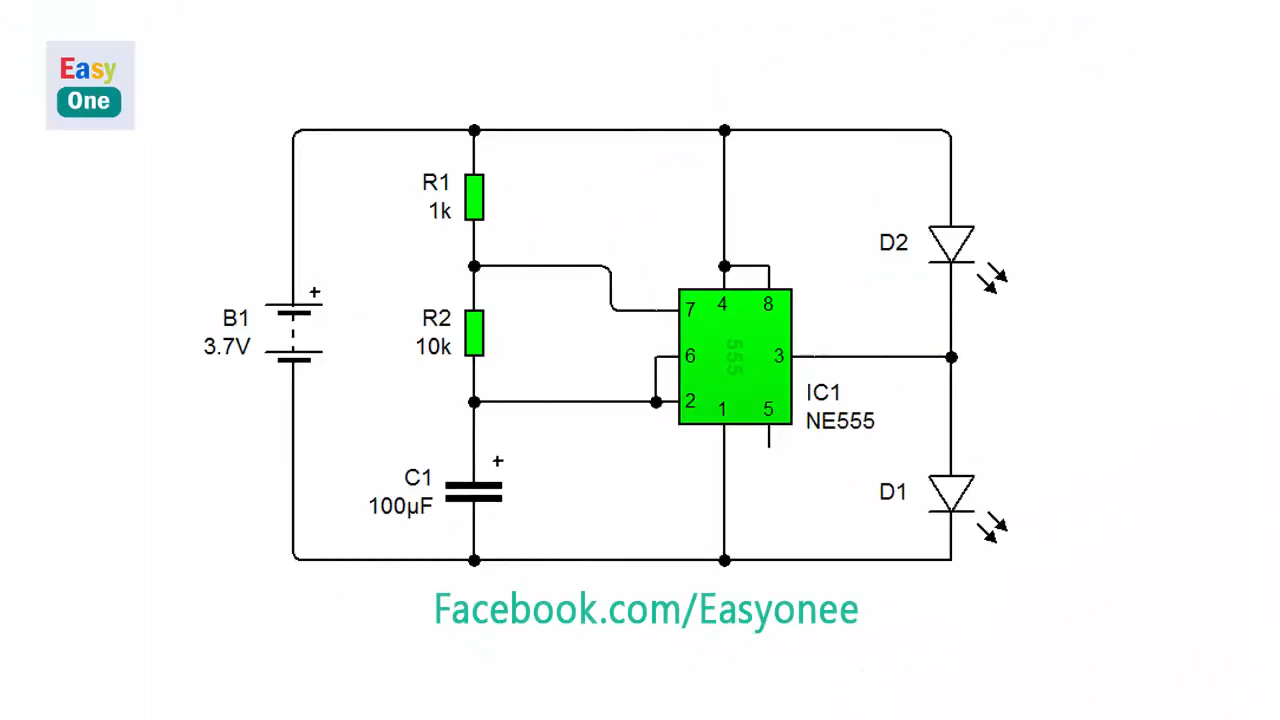 Easy
One
R1
1k
D2
+
B1
3.7V
R2
10k
7
4
8
6
555
3
2
1
5
IC1
NE555
+
C1
100µF
D1
Facebook.com/Easyonee